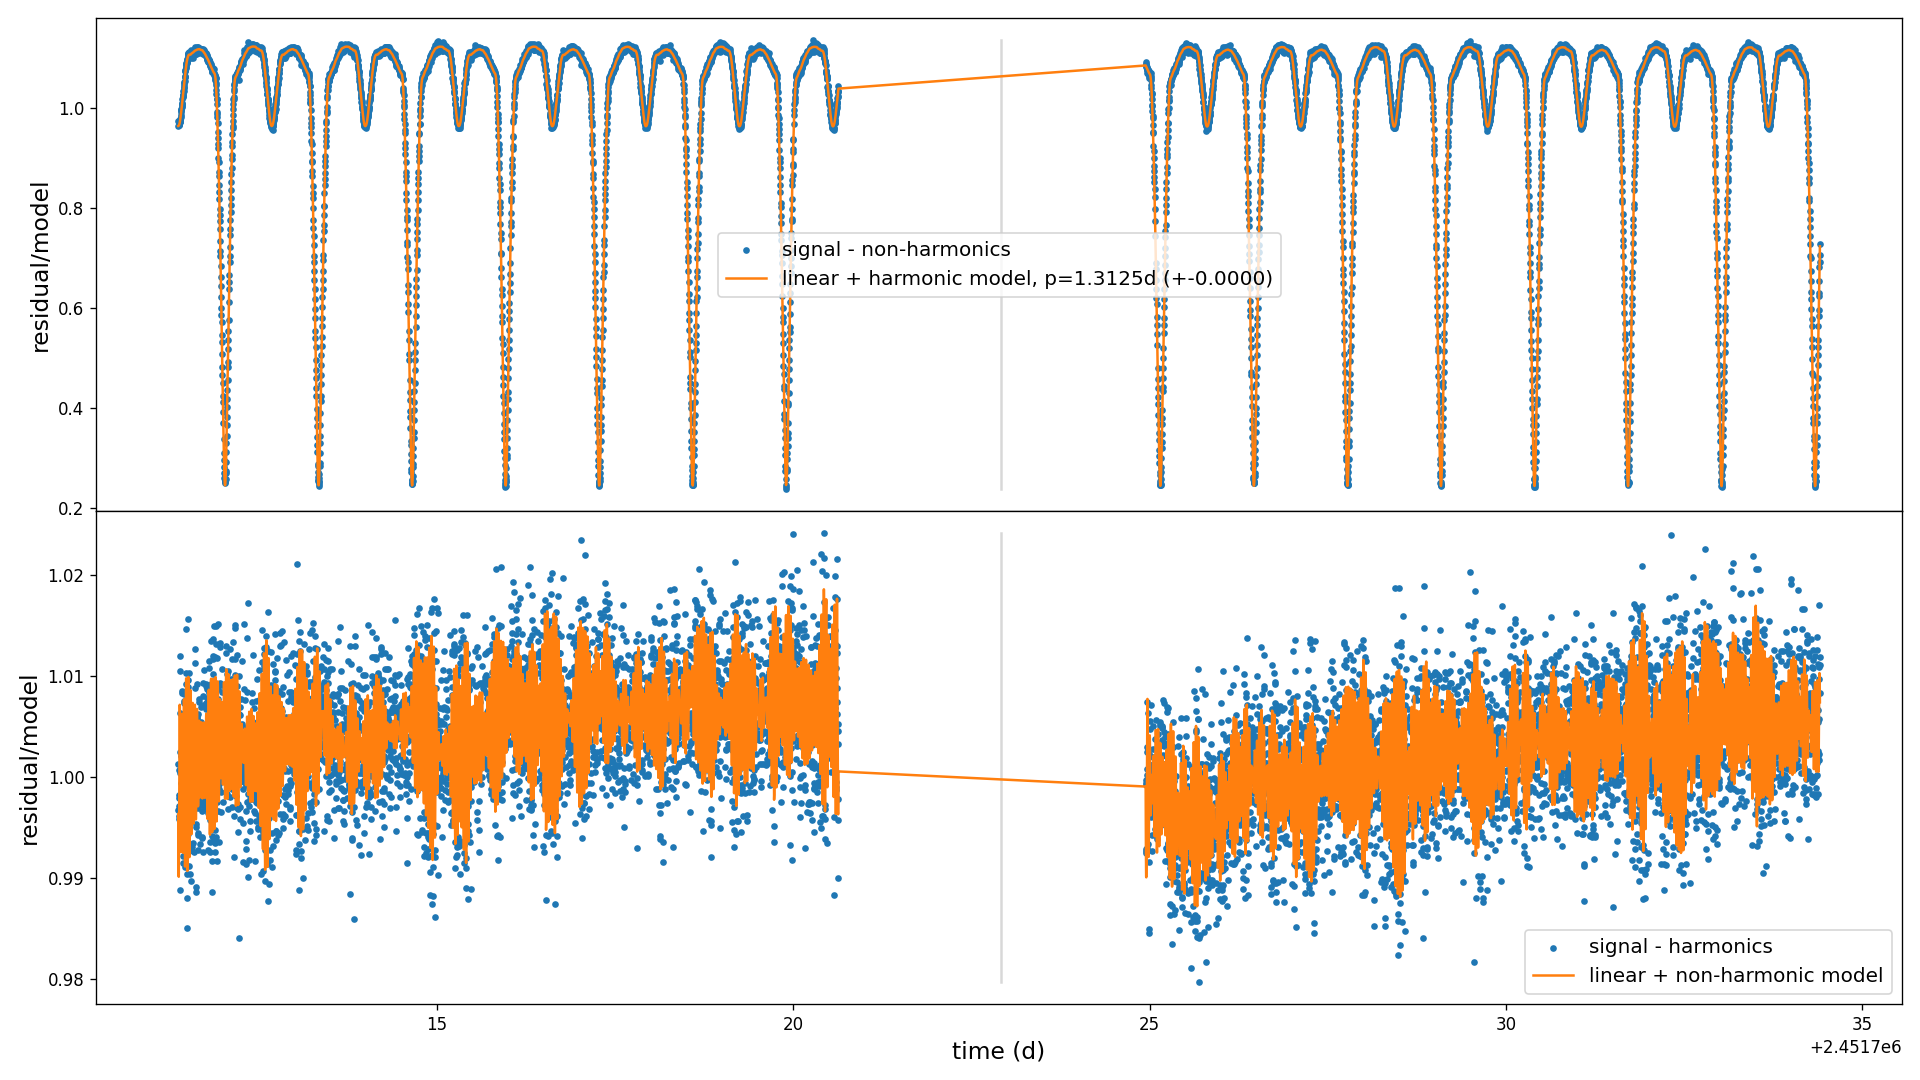 residual/model
1.0
0.8
0.6
0.4
0.2
signal - non-harmonics
linear + harmonic model, p=1.3125d (+-0.0000)
residual/model
1.02
1.01
1.00
0.99
0.98
signal - harmonics
linear + non-harmonic model
15
20
25
30
35
time (d)
+2.4517e6